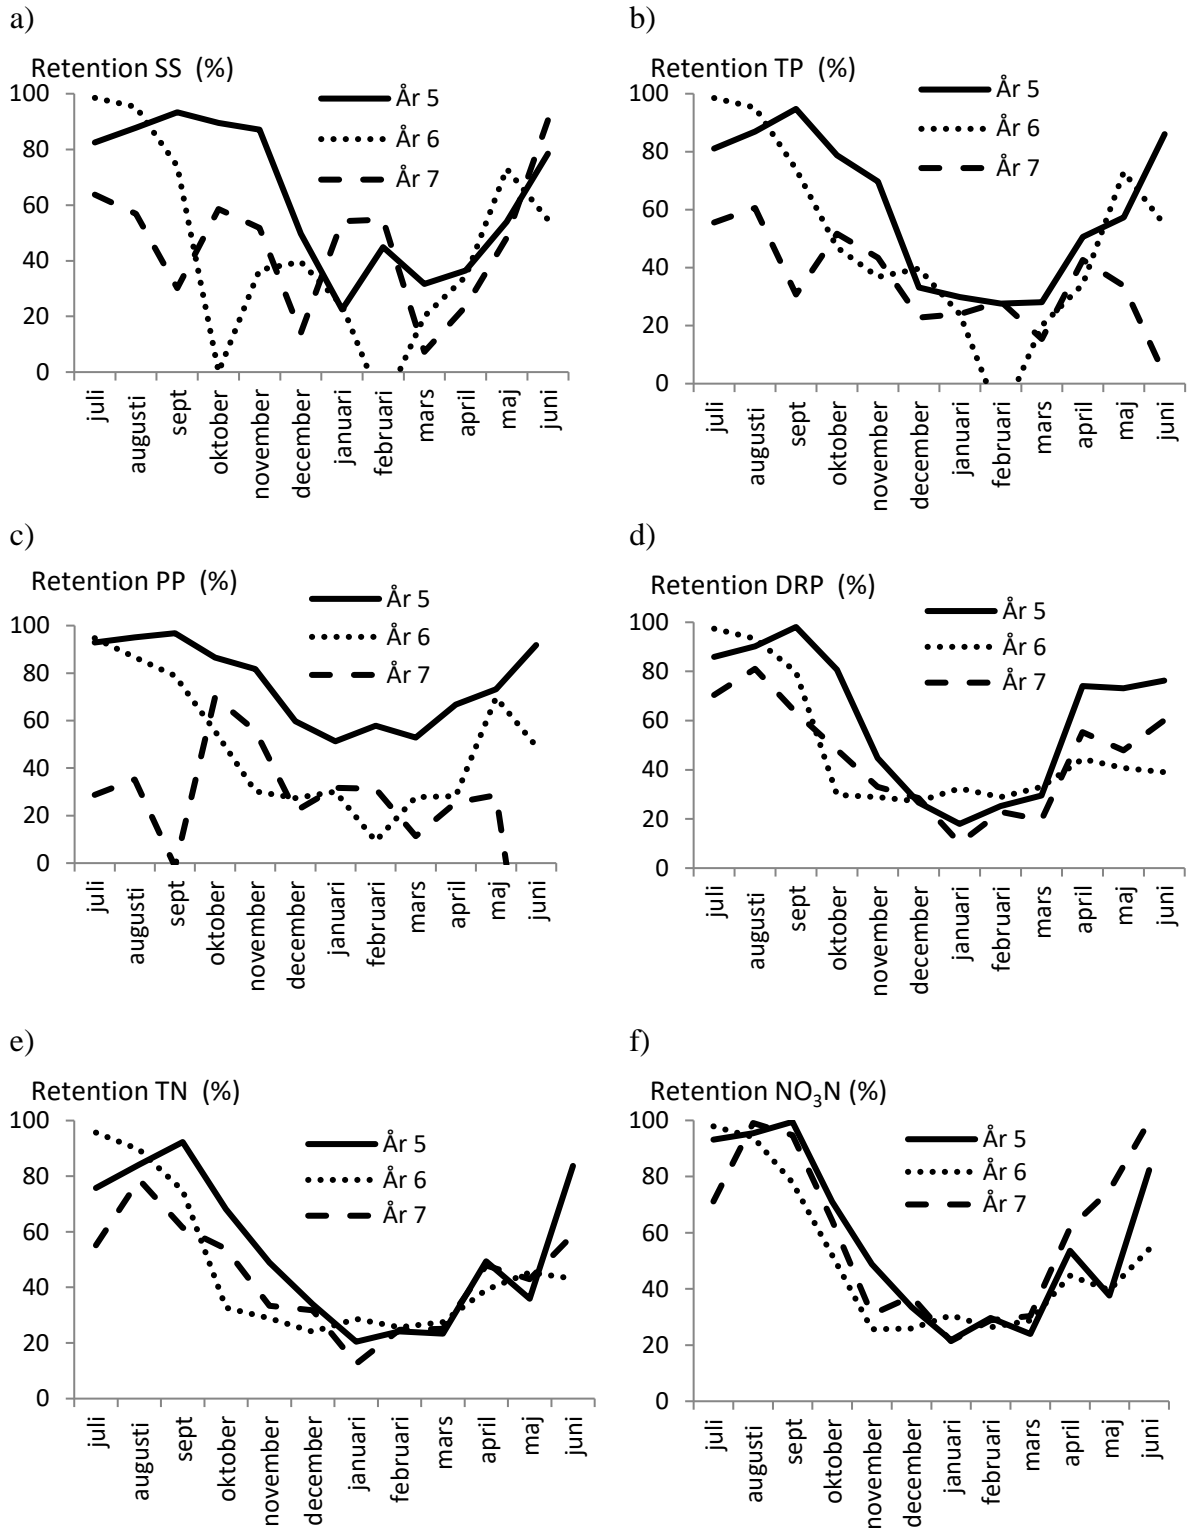 a)
Retention SS (%)
100
80
60
40
20
0
År 5
År 6
År 7
juli
augusti
sept
oktober
november
december
januari
februari
mars
april
maj
juni
b)
Retention TP (%)
100
80
60
40
20
0
År 5
År 6
År 7
juli
augusti
sept
oktober
november
december
januari
februari
mars
april
maj
juni
c)
Retention PP (%)
100
80
60
40
20
0
År 5
År 6
År 7
juli
augusti
sept
oktober
november
december
januari
februari
mars
april
maj
juni
d)
Retention DRP (%)
100
80
60
40
20
0
År 5
År 6
År 7
juli
augusti
sept
oktober
november
december
januari
februari
mars
april
maj
juni
e)
Retention TN (%)
100
80
60
40
20
0
År 5
År 6
År 7
juli
augusti
sept
oktober
november
december
januari
februari
mars
april
maj
juni
f)
Retention NO₃N (%)
100
80
60
40
20
0
År 5
År 6
År 7
juli
augusti
sept
oktober
november
december
januari
februari
mars
april
maj
juni